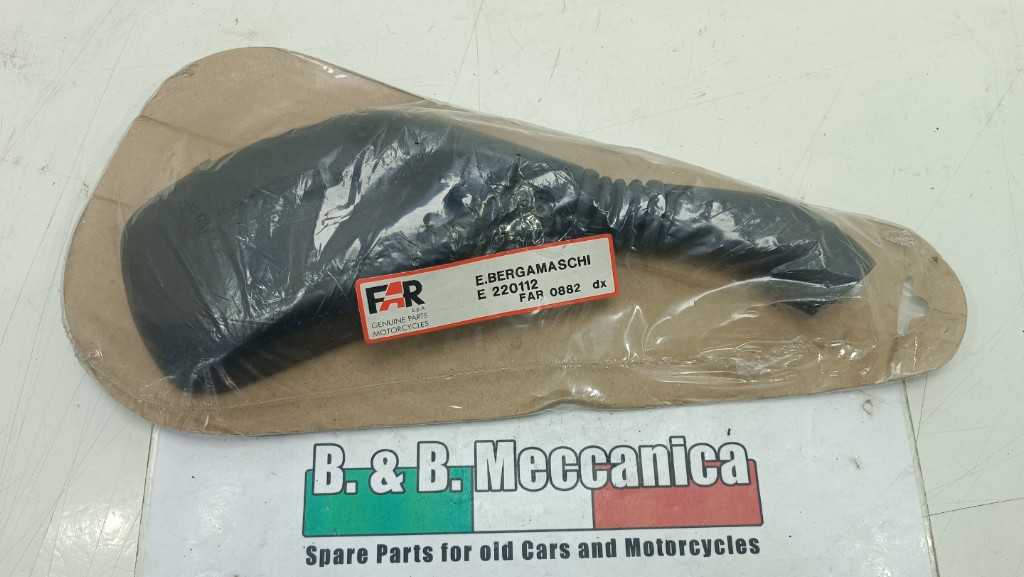 FAR
S.P.A.
GENUINE PARTS
MOTORCYCLES
E.BERGAMASCHI
E 220112
FAR 0882 dx
B. & B. Meccanica
Spare Parts for old Cars and Motorcycles